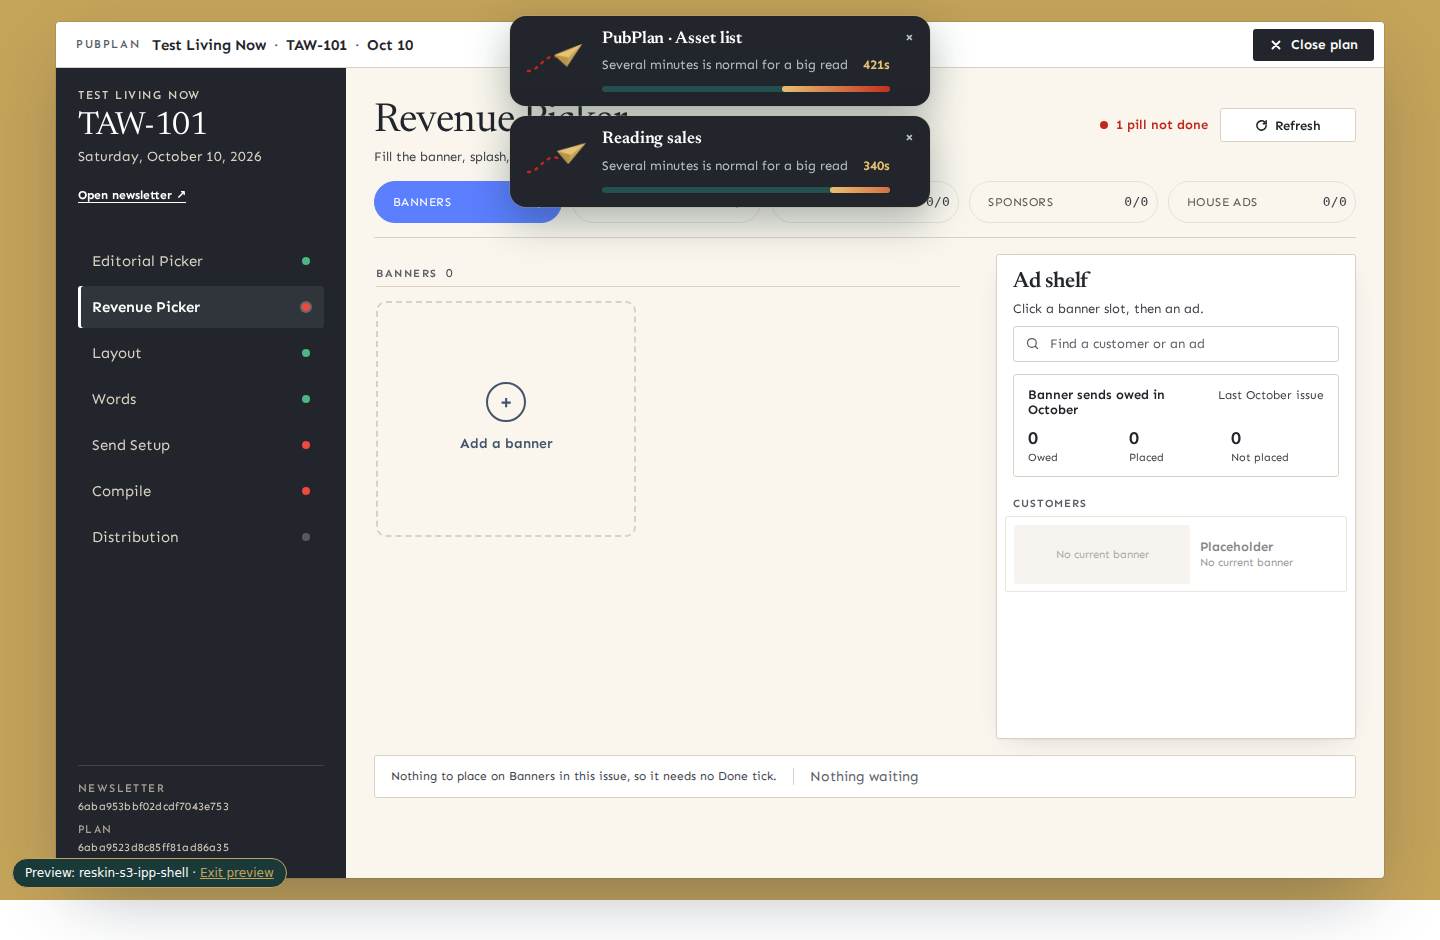 PUBPLAN Test Living Now · TAW-101 · Oct 10
Close plan
PubPlan · Asset list
Several minutes is normal for a big read 421s
Reading sales
Several minutes is normal for a big read 340s
TEST LIVING NOW
TAW-101
Saturday, October 10, 2026
Open newsletter ↗
Editorial Picker
Revenue Picker
Layout
Words
Send Setup
Compile
Distribution
NEWSLETTER
6aba953bbf02dcdf7043e753
PLAN
6aba9523d8c85ff81ad86a35
Preview: reskin-s3-ipp-shell · Exit preview
Revenue Picker
1 pill not done
Refresh
Fill the banner, splash,
BANNERS
0/0
SPONSORS 0/0
HOUSE ADS 0/0
BANNERS 0
Add a banner
Ad shelf
Click a banner slot, then an ad.
Find a customer or an ad
Banner sends owed in
October
Last October issue
0 0 0
Owed Placed Not placed
CUSTOMERS
No current banner
Placeholder
No current banner
Nothing to place on Banners in this issue, so it needs no Done tick.
Nothing waiting